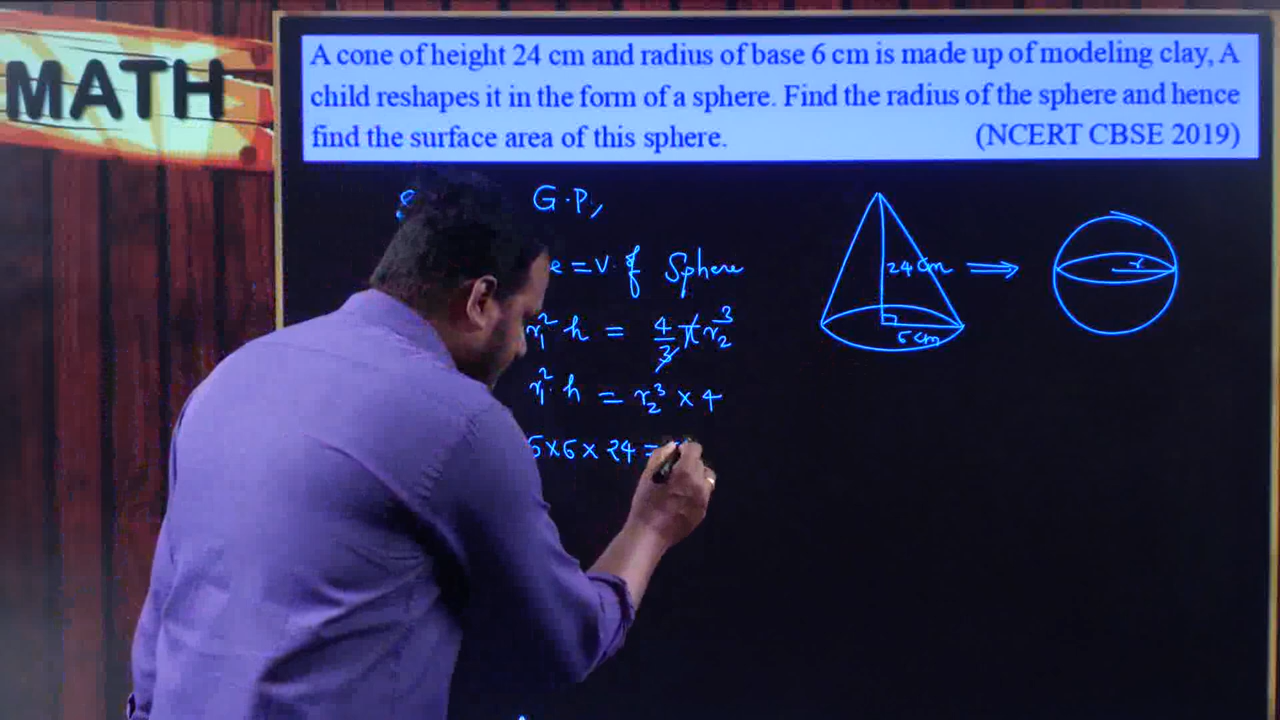 MATH
A cone of height 24 cm and radius of base 6 cm is made up of modeling clay, A
child reshapes it in the form of a sphere. Find the radius of the sphere and hence
find the surface area of this sphere. (NCERT CBSE 2019)
G.P,
= V. of Sphere
r₁² h = 4/3 π r₂³
r₁². h = r₂³ × 4
6×6×24 =
24 cm
6 cm
r